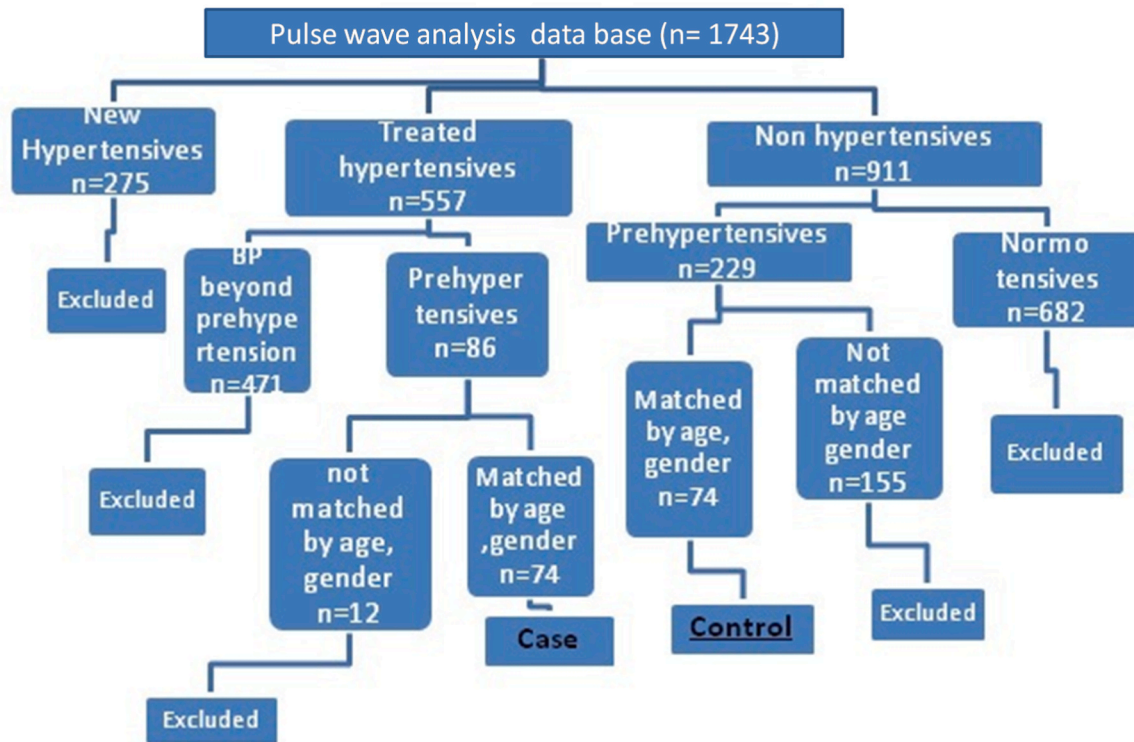 Pulse wave analysis  data base (n= 1743)
New
Hypertensives
n=275
Treated
hypertensives
n=557
Non hypertensives
n=911
Excluded
BP
beyond
prehype
rtension
n=471
Prehyper
tensives
n=86
Prehypertensives
n=229
Normo
tensives
n=682
Excluded
not
matched
by age,
gender
n=12
Matched
by age
,gender
n=74
Matched
by age,
gender
n=74
Not
matched
by age
gender
n=155
Excluded
Excluded
Case
Control
Excluded